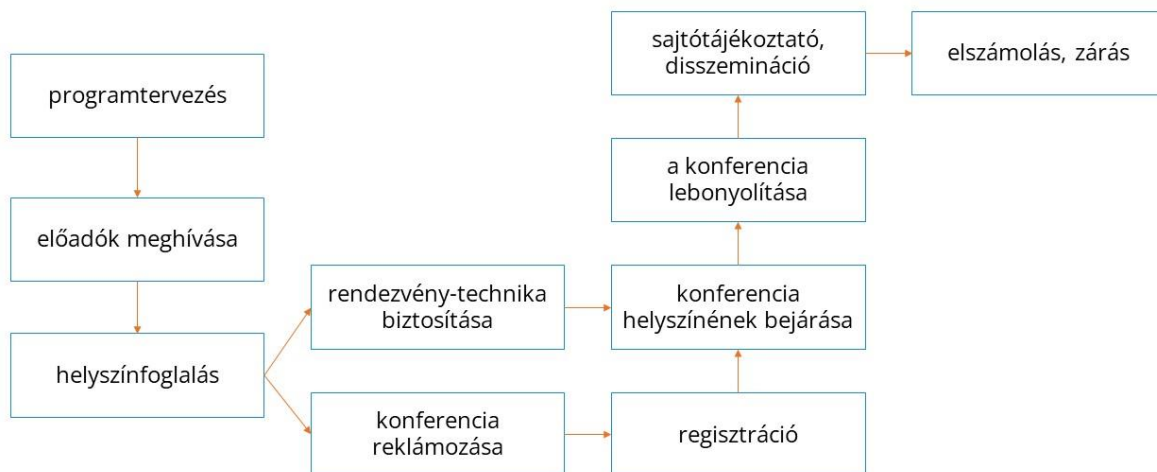 programtervezés
előadók meghívása
helyszínfoglalás
rendezvény-technika
biztosítása
konferencia
reklámozása
regisztráció
konferencia
helyszínének bejárása
a konferencia
lebonyolítása
sajtótájékoztató,
disszemináció
elszámolás, zárás